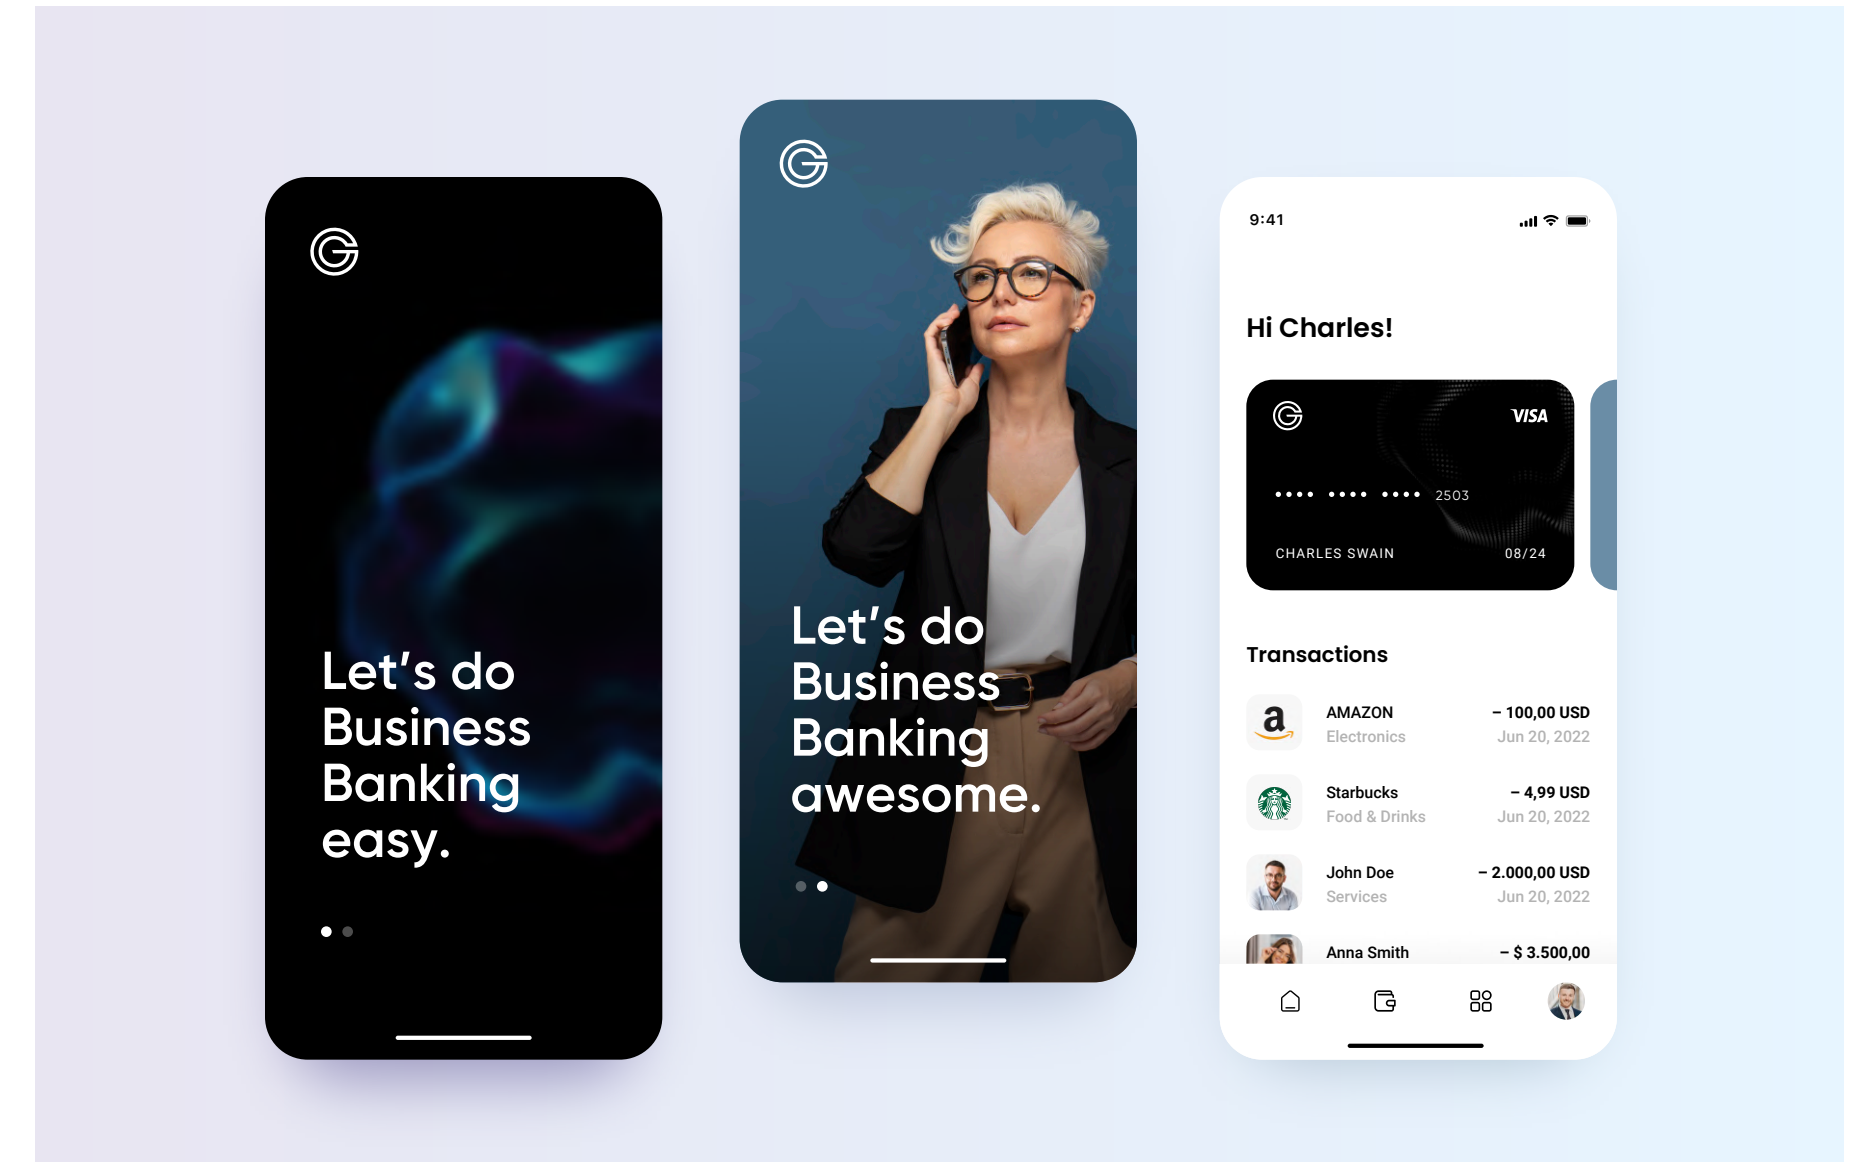 Let's do
Business
Banking
easy.
Let's do
Business
Banking
awesome.
9:41
Hi Charles!
VISA
•••• •••• •••• 2503
CHARLES SWAIN 08/24
Transactions
AMAZON – 100,00 USD
Electronics Jun 20, 2022
Starbucks – 4,99 USD
Food & Drinks Jun 20, 2022
John Doe – 2.000,00 USD
Services Jun 20, 2022
Anna Smith – $ 3.500,00